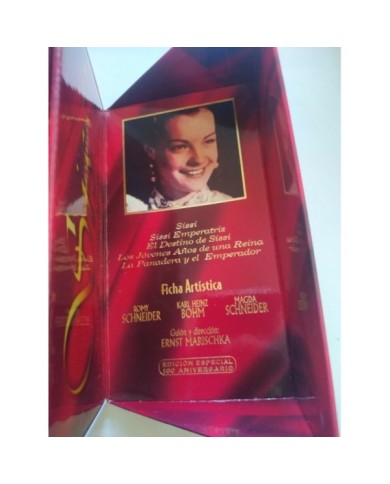 Sissi
Sissi Emperatriz
El Destino de Sissi
Los Jóvenes Años de una Reina
La Panadera y el Emperador
Ficha Artística
ROMY
SCHNEIDER
KARL HEINZ
BÖHM
MAGDA
SCHNEIDER
Guión y dirección:
ERNST MARISCHKA
EDICIÓN ESPECIAL
100 ANIVERSARIO